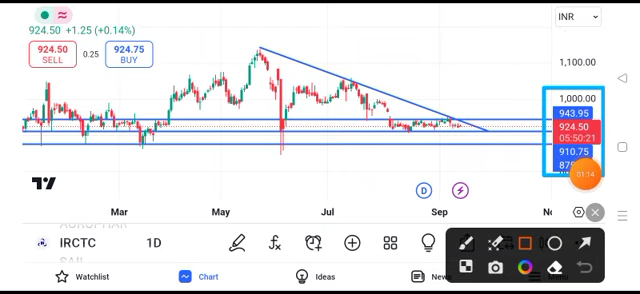 INR
924.50 +1.25 (+0.14%)
924.50
SELL
0.25
924.75
BUY
1,100.00
1,000.00
943.95
924.50
05:50:21
910.75
01:14
D
Mar
May
Jul
Sep
IRCTC
1D
Watchlist
Chart
Ideas
News